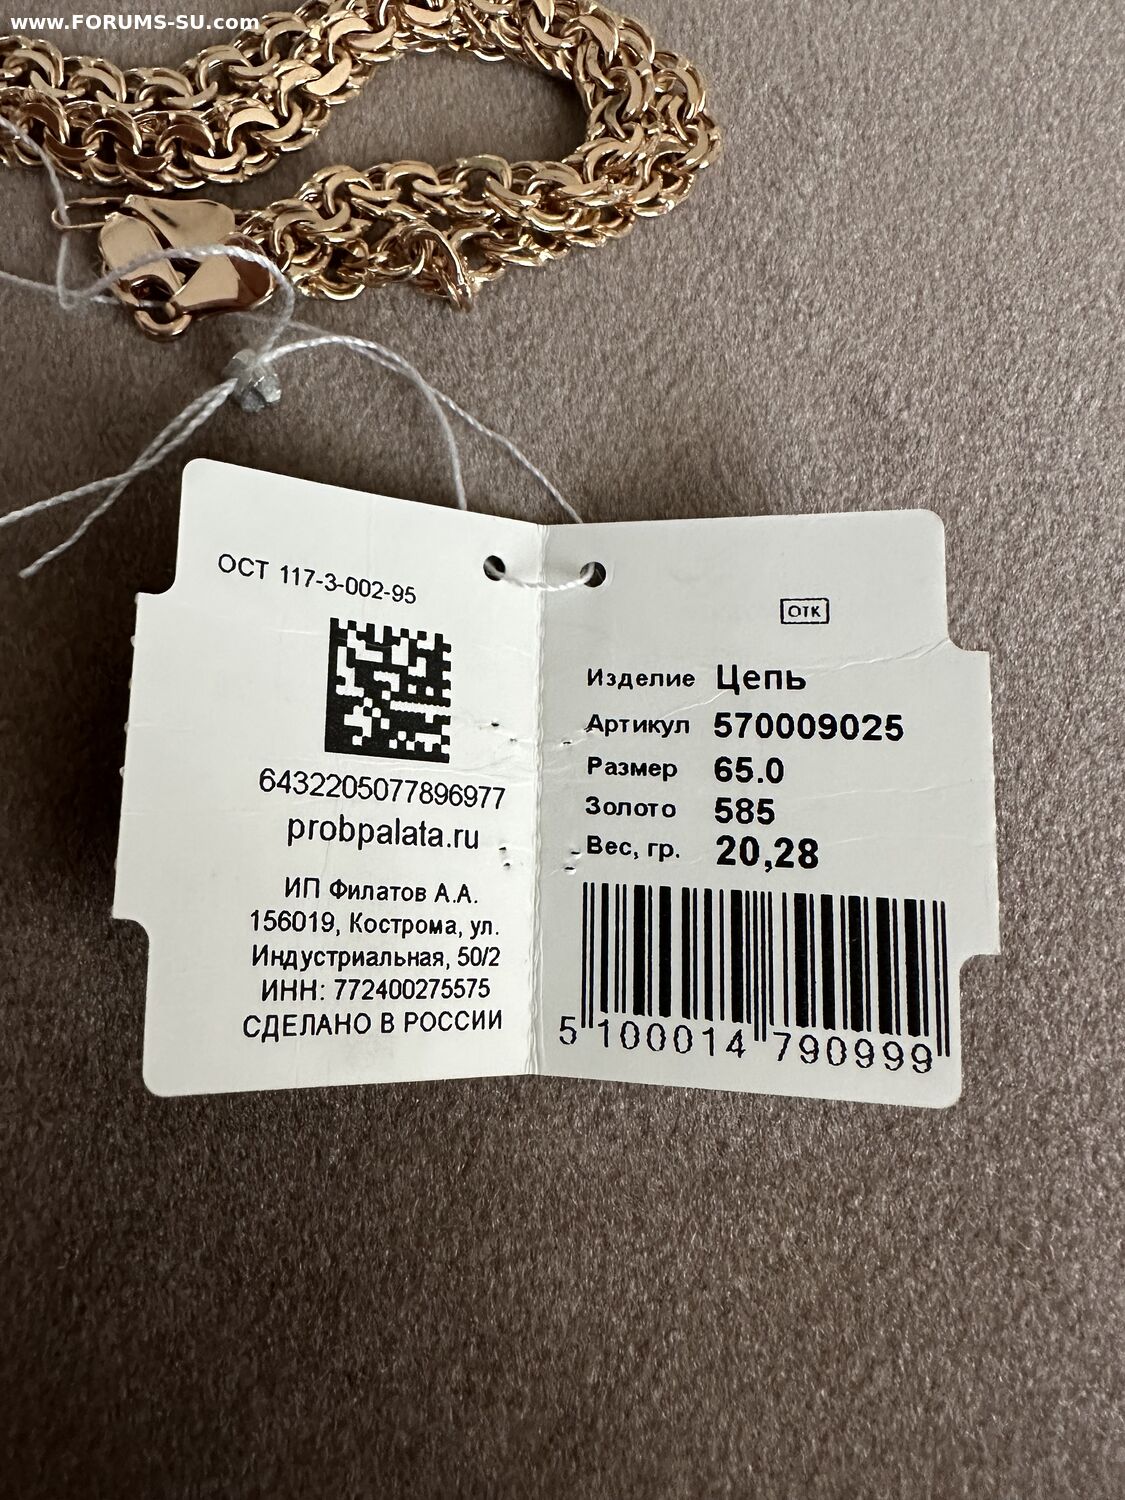 www.FORUMS-SU.com
ОСТ 117-3-002-95
6432205077896977
probpalata.ru
ИП Филатов А.А.
156019, Кострома, ул.
Индустриальная, 50/2
ИНН: 772400275575
СДЕЛАНО В РОССИИ
ОТК
Изделие Цепь
Артикул 570009025
Размер 65.0
Золото 585
Вес, гр. 20,28
5 100014 790999